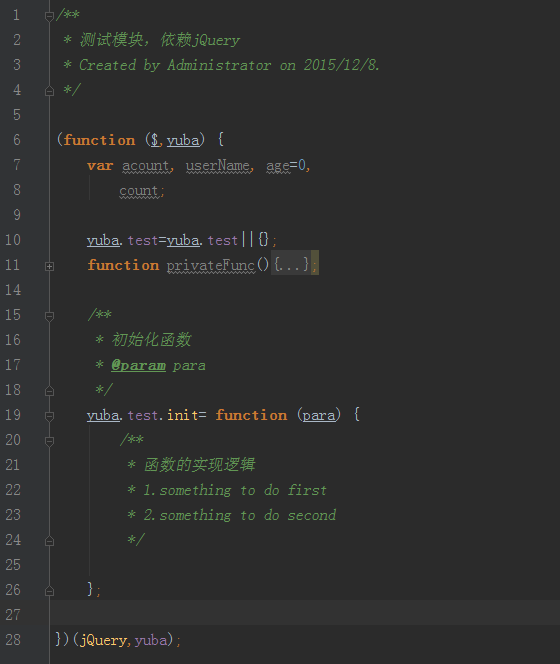 1 /**
2 * 测试模块，依赖jQuery
3 * Created by Administrator on 2015/12/8.
4 */
5
6 (function ($,yuba) {
7 var acount, userName, age=0,
8 count;
9
10 yuba.test=yuba.test||{};
11 function privateFunc(){...};
14
15 /**
16 * 初始化函数
17 * @param para
18 */
19 yuba.test.init= function (para) {
20 /**
21 * 函数的实现逻辑
22 * 1.something to do first
23 * 2.something to do second
24 */
25
26 };
27
28 })(jQuery,yuba);